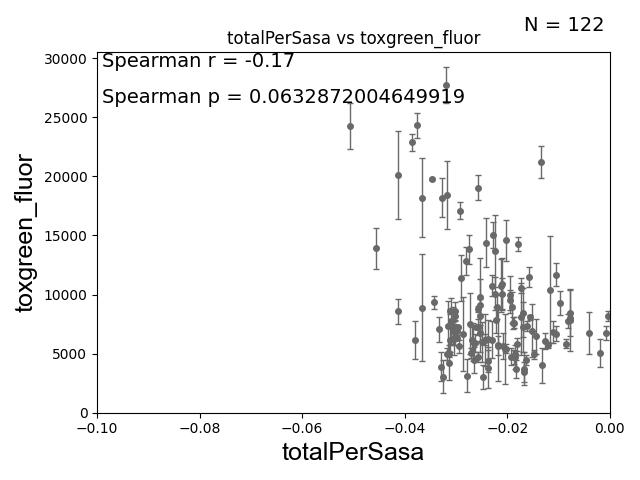 N = 122
totalPerSasa vs toxgreen_fluor
Spearman r = -0.17
Spearman p = 0.0632872004649919
toxgreen_fluor
30000
25000
20000
15000
10000
5000
0
−0.10 −0.08 −0.06 −0.04 −0.02 0.00
totalPerSasa